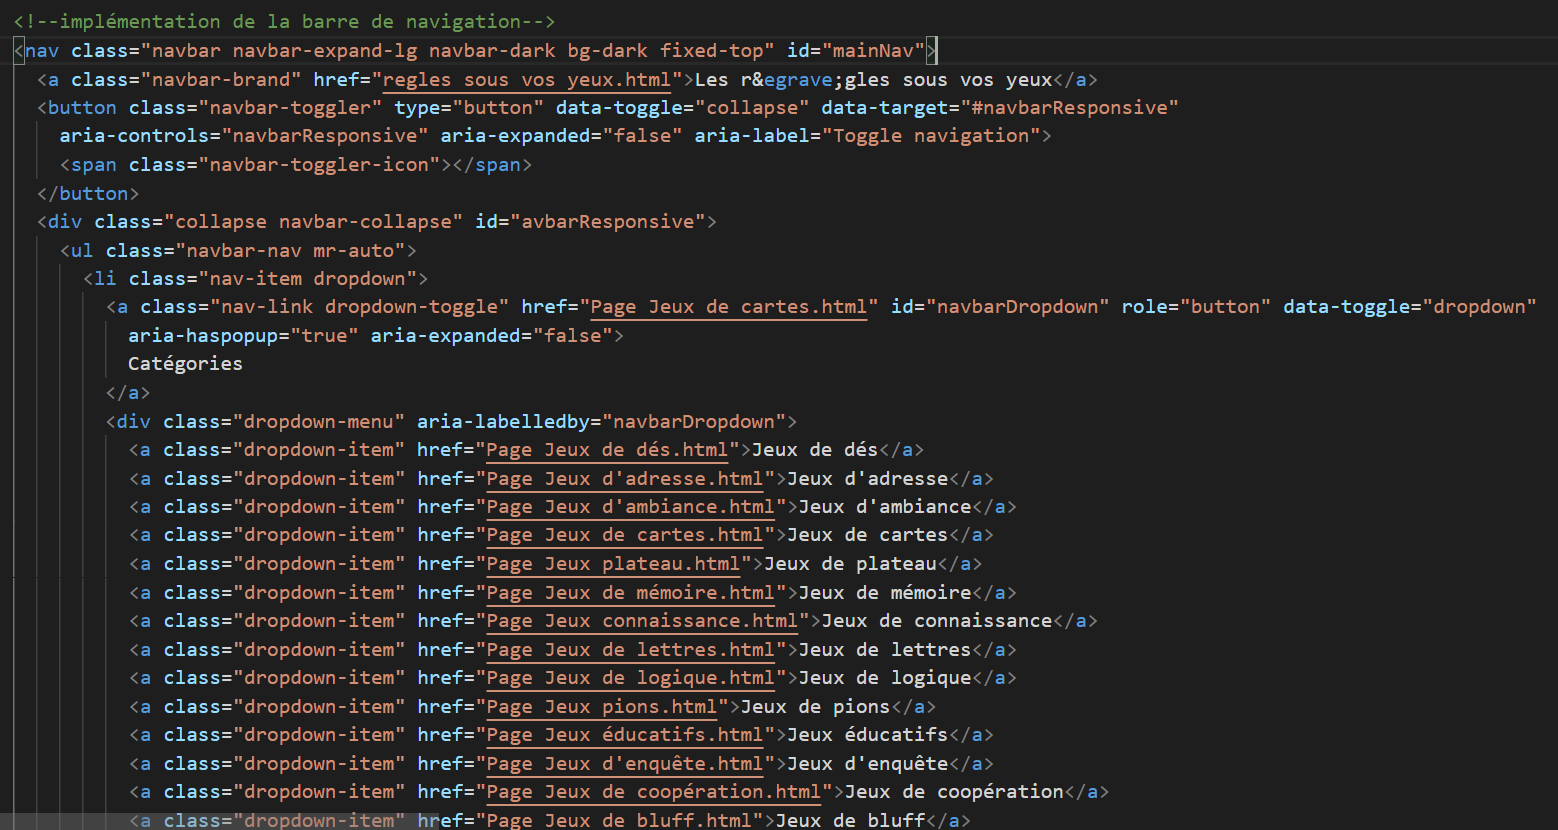 <!--implémentation de la barre de navigation-->
<nav class="navbar navbar-expand-lg navbar-dark bg-dark fixed-top" id="mainNav">
<a class="navbar-brand" href="regles sous vos yeux.html">Les r&egrave;gles sous vos yeux</a>
<button class="navbar-toggler" type="button" data-toggle="collapse" data-target="#navbarResponsive"
aria-controls="navbarResponsive" aria-expanded="false" aria-label="Toggle navigation">
<span class="navbar-toggler-icon"></span>
</button>
<div class="collapse navbar-collapse" id="avbarResponsive">
<ul class="navbar-nav mr-auto">
<li class="nav-item dropdown">
<a class="nav-link dropdown-toggle" href="Page Jeux de cartes.html" id="navbarDropdown" role="button" data-toggle="dropdown"
aria-haspopup="true" aria-expanded="false">
Catégories
</a>
<div class="dropdown-menu" aria-labelledby="navbarDropdown">
<a class="dropdown-item" href="Page Jeux de dés.html">Jeux de dés</a>
<a class="dropdown-item" href="Page Jeux d'adresse.html">Jeux d'adresse</a>
<a class="dropdown-item" href="Page Jeux d'ambiance.html">Jeux d'ambiance</a>
<a class="dropdown-item" href="Page Jeux de cartes.html">Jeux de cartes</a>
<a class="dropdown-item" href="Page Jeux plateau.html">Jeux de plateau</a>
<a class="dropdown-item" href="Page Jeux de mémoire.html">Jeux de mémoire</a>
<a class="dropdown-item" href="Page Jeux connaissance.html">Jeux de connaissance</a>
<a class="dropdown-item" href="Page Jeux de lettres.html">Jeux de lettres</a>
<a class="dropdown-item" href="Page Jeux de logique.html">Jeux de logique</a>
<a class="dropdown-item" href="Page Jeux pions.html">Jeux de pions</a>
<a class="dropdown-item" href="Page Jeux éducatifs.html">Jeux éducatifs</a>
<a class="dropdown-item" href="Page Jeux d'enquête.html">Jeux d'enquête</a>
<a class="dropdown-item" href="Page Jeux de coopération.html">Jeux de coopération</a>
<a class="dropdown-item" href="Page Jeux de bluff.html">Jeux de bluff</a>